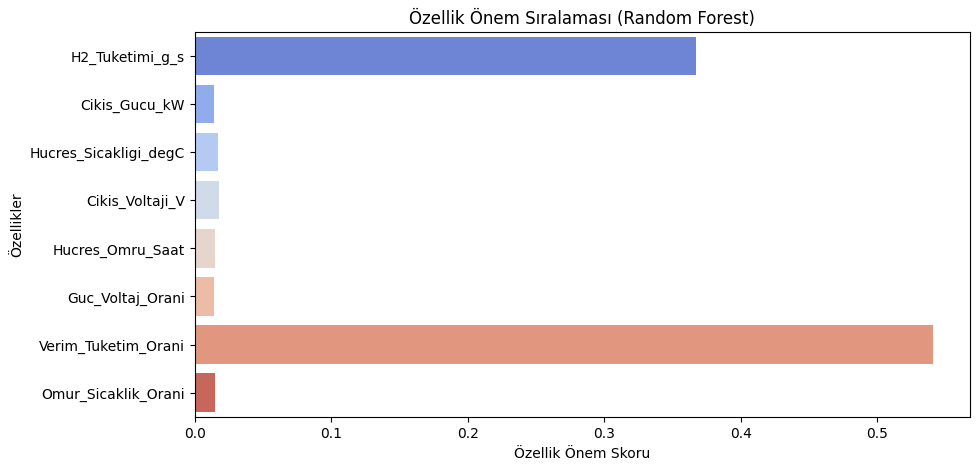 Özellik Önem Sıralaması (Random Forest)
Özellikler
H2_Tuketimi_g_s
Cikis_Gucu_kW
Hucres_Sicakligi_degC
Cikis_Voltaji_V
Hucres_Omru_Saat
Guc_Voltaj_Orani
Verim_Tuketim_Orani
Omur_Sicaklik_Orani
0.0 0.1 0.2 0.3 0.4 0.5
Özellik Önem Skoru